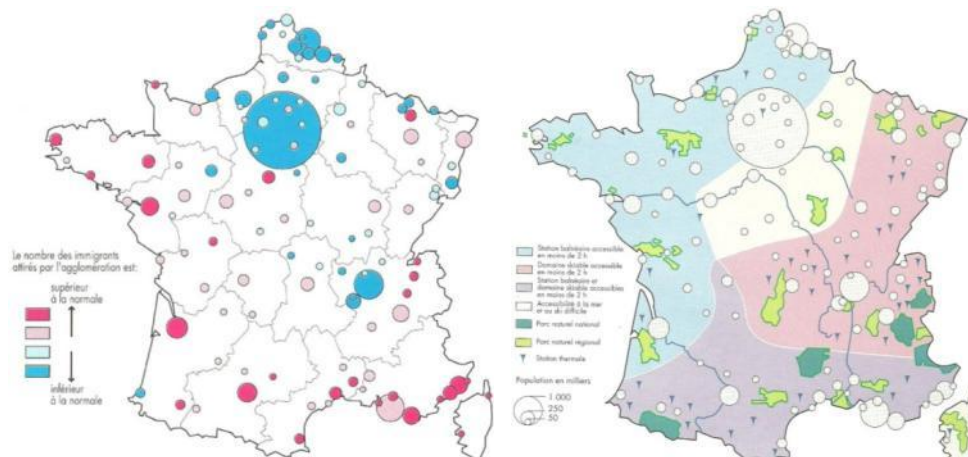 Le nombre des immigrants
attirés par l'agglomération est:
supérieur
à la normale
inférieur
à la normale
Station balnéaire accessible
en moins de 2 h
Domaine skiable accessible
en moins de 2 h
Station balnéaire et
domaine skiable accessibles
en moins de 2 h
Accessibilité à la mer
et au ski difficile
Parc naturel national
Parc naturel régional
Station thermale
Population en milliers
1 000
250
50